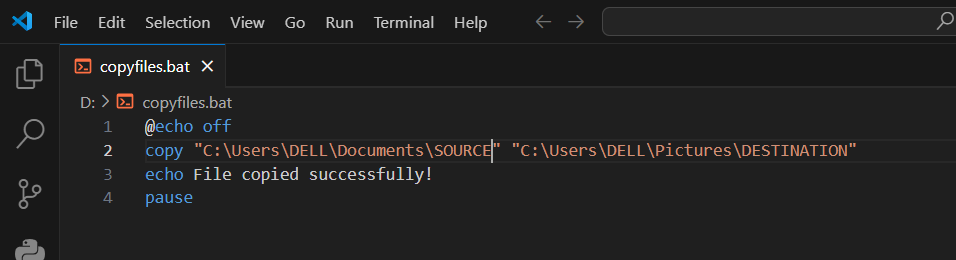 File Edit Selection View Go Run Terminal Help
copyfiles.bat
D: > copyfiles.bat
1 @echo off
2 copy "C:\Users\DELL\Documents\SOURCE" "C:\Users\DELL\Pictures\DESTINATION"
3 echo File copied successfully!
4 pause